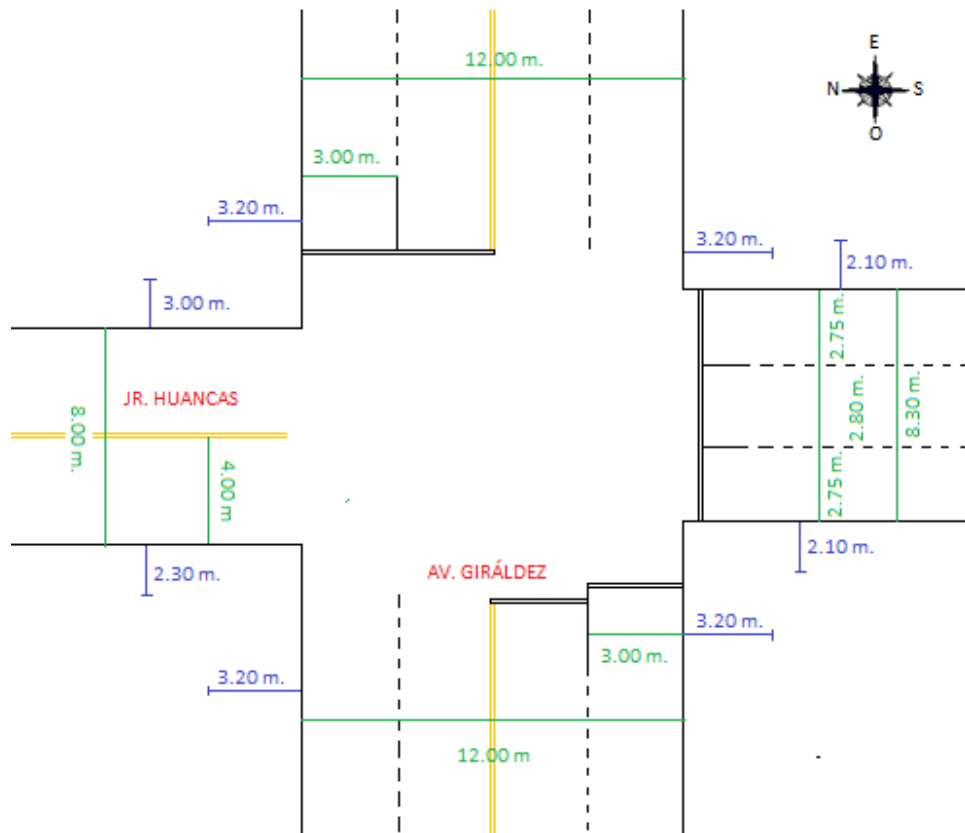 E
12.00 m.
N
S
O
3.00 m.
3.20 m.
3.20 m.
2.10 m.
3.00 m.
2.75 m.
JR. HUANCAS
2.80 m.
8.30 m.
8.00 m.
4.00 m
2.75 m.
2.10 m.
2.30 m.
AV. GIRÁLDEZ
3.20 m.
3.00 m.
3.20 m.
12.00 m